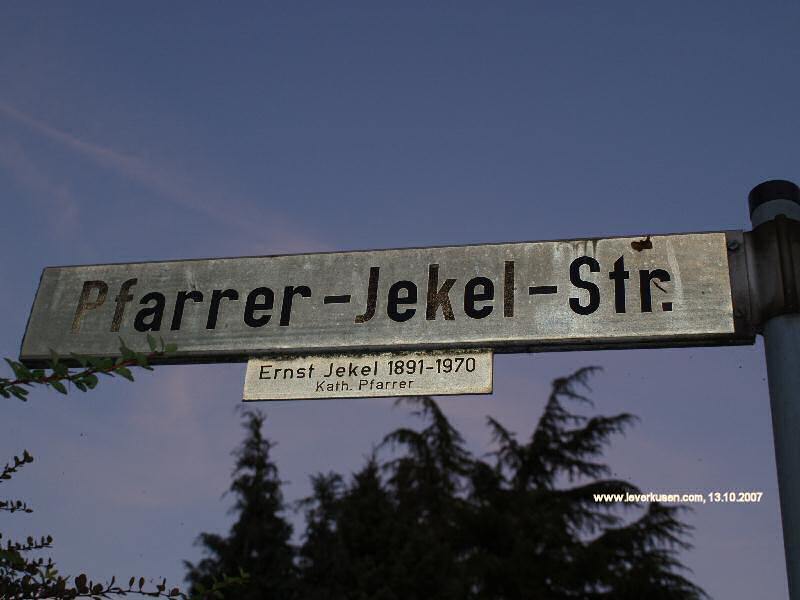 Pfarrer-Jekel-Str.
Ernst Jekel 1891-1970
Kath. Pfarrer
www.leverkusen.com, 13.10.2007